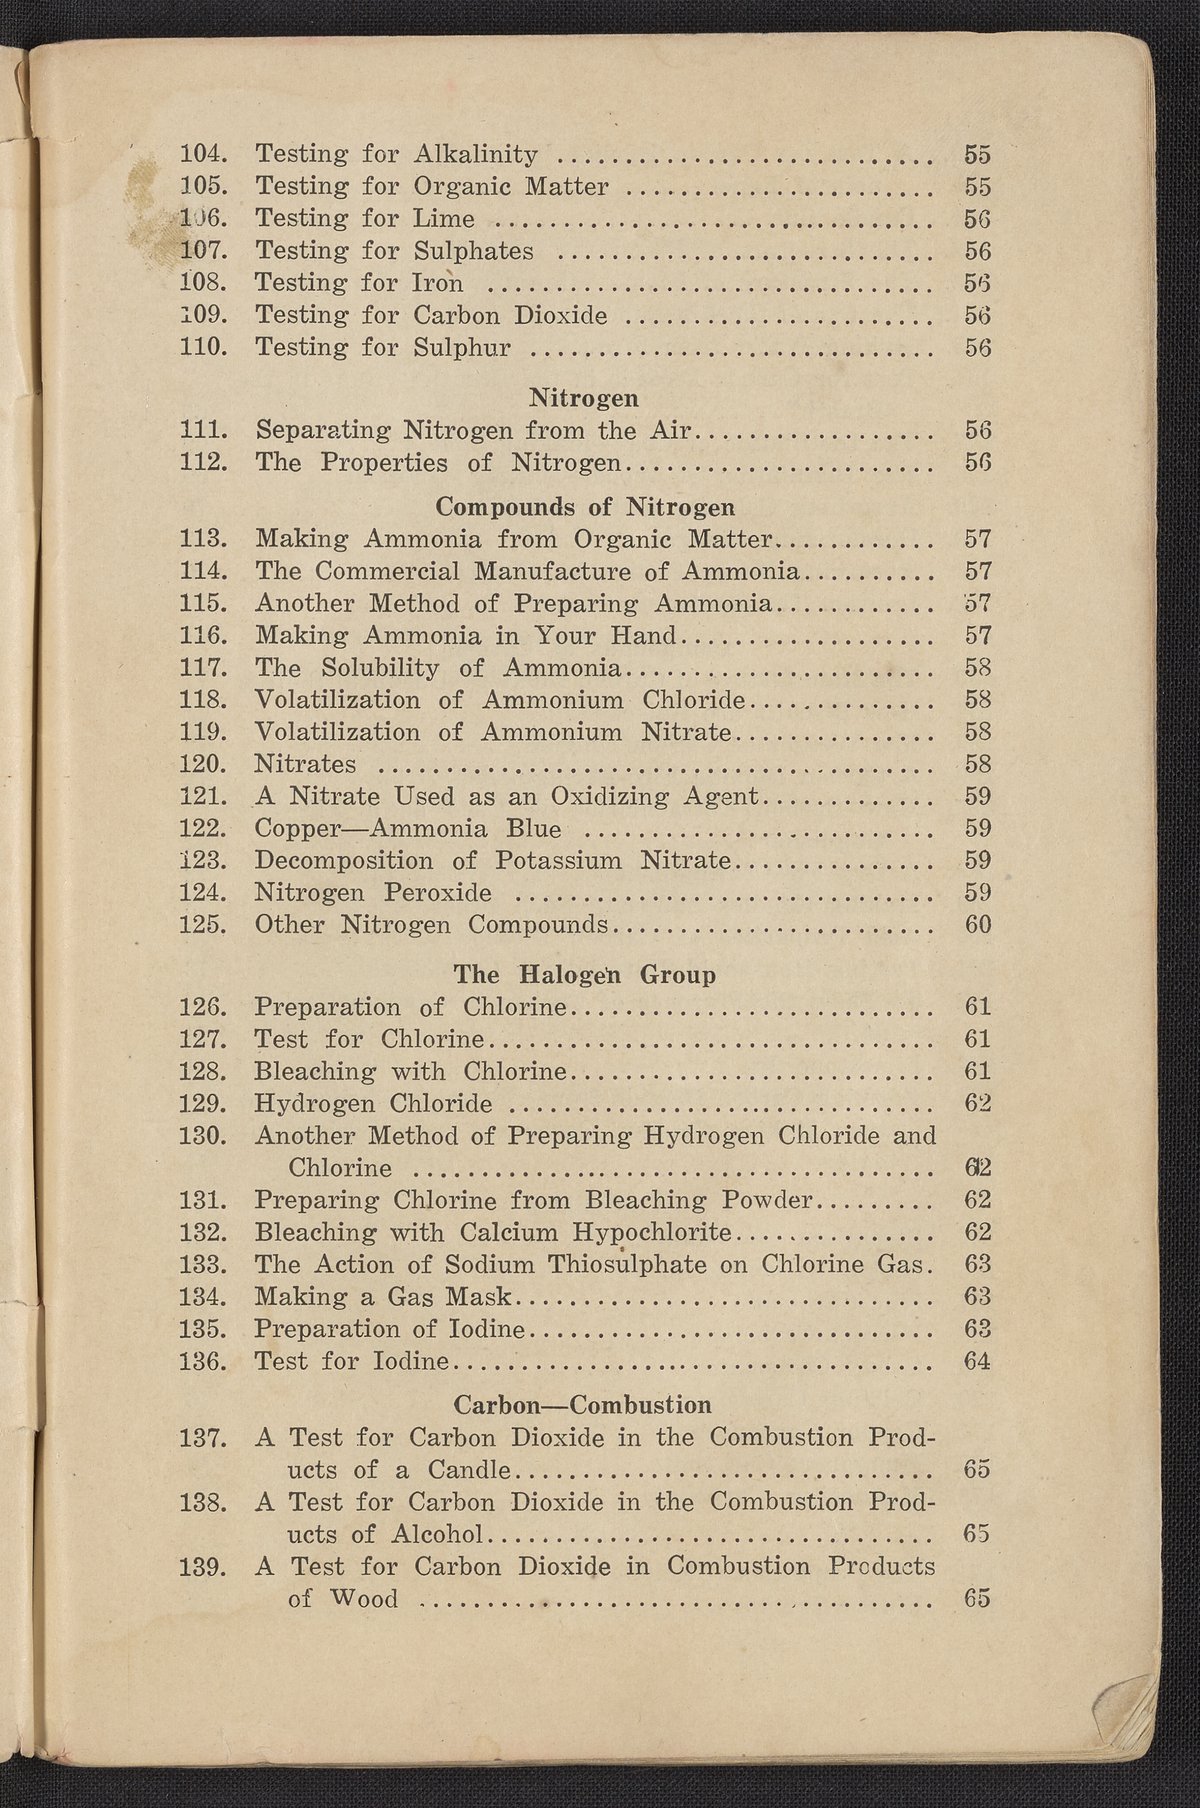 104. Testing for Alkalinity ............................ 55
105. Testing for Organic Matter ....................... 55
106. Testing for Lime ................................ 56
107. Testing for Sulphates ............................ 56
108. Testing for Iron ................................. 56
109. Testing for Carbon Dioxide ....................... 56
110. Testing for Sulphur .............................. 56
Nitrogen
111. Separating Nitrogen from the Air.................. 56
112. The Properties of Nitrogen....................... 56
Compounds of Nitrogen
113. Making Ammonia from Organic Matter............ 57
114. The Commercial Manufacture of Ammonia.......... 57
115. Another Method of Preparing Ammonia............ 57
116. Making Ammonia in Your Hand................... 57
117. The Solubility of Ammonia....................... 58
118. Volatilization of Ammonium Chloride.............. 58
119. Volatilization of Ammonium Nitrate............... 58
120. Nitrates ......................................... 58
121. A Nitrate Used as an Oxidizing Agent............. 59
122. Copper—Ammonia Blue .......................... 59
123. Decomposition of Potassium Nitrate............... 59
124. Nitrogen Peroxide ............................... 59
125. Other Nitrogen Compounds........................ 60
The Halogen Group
126. Preparation of Chlorine........................... 61
127. Test for Chlorine................................. 61
128. Bleaching with Chlorine........................... 61
129. Hydrogen Chloride ............................... 62
130. Another Method of Preparing Hydrogen Chloride and
Chlorine ...................................... 62
131. Preparing Chlorine from Bleaching Powder......... 62
132. Bleaching with Calcium Hypochlorite............... 62
133. The Action of Sodium Thiosulphate on Chlorine Gas. 63
134. Making a Gas Mask............................... 63
135. Preparation of Iodine.............................. 63
136. Test for Iodine.................................... 64
Carbon—Combustion
137. A Test for Carbon Dioxide in the Combustion Prod-
ucts of a Candle............................... 65
138. A Test for Carbon Dioxide in the Combustion Prod-
ucts of Alcohol................................. 65
139. A Test for Carbon Dioxide in Combustion Products
of Wood ...................................... 65